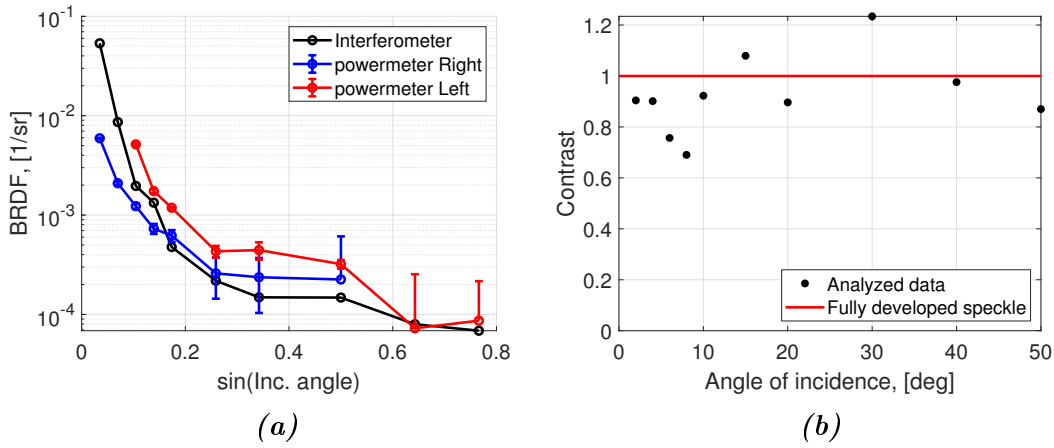 BRDF, [1/sr]
10^-1
10^-2
10^-3
10^-4
Interferometer
powermeter Right
powermeter Left
0 0.2 0.4 0.6 0.8
sin(Inc. angle)
(a)
Contrast
1.2
1
0.8
0.6
0.4
0.2
0
Analyzed data
Fully developed speckle
0 10 20 30 40 50
Angle of incidence, [deg]
(b)